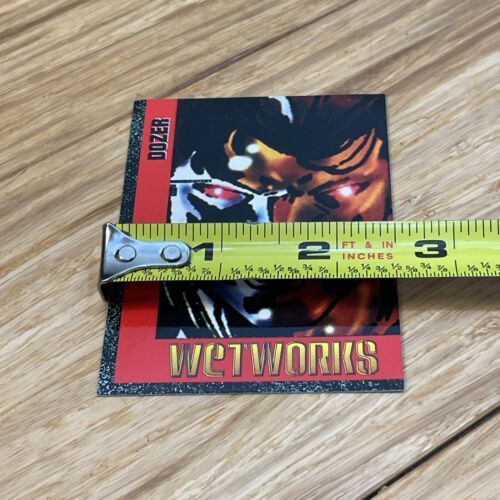 DOZER
1 2 FT & IN 3
INCHES
WETWORKS